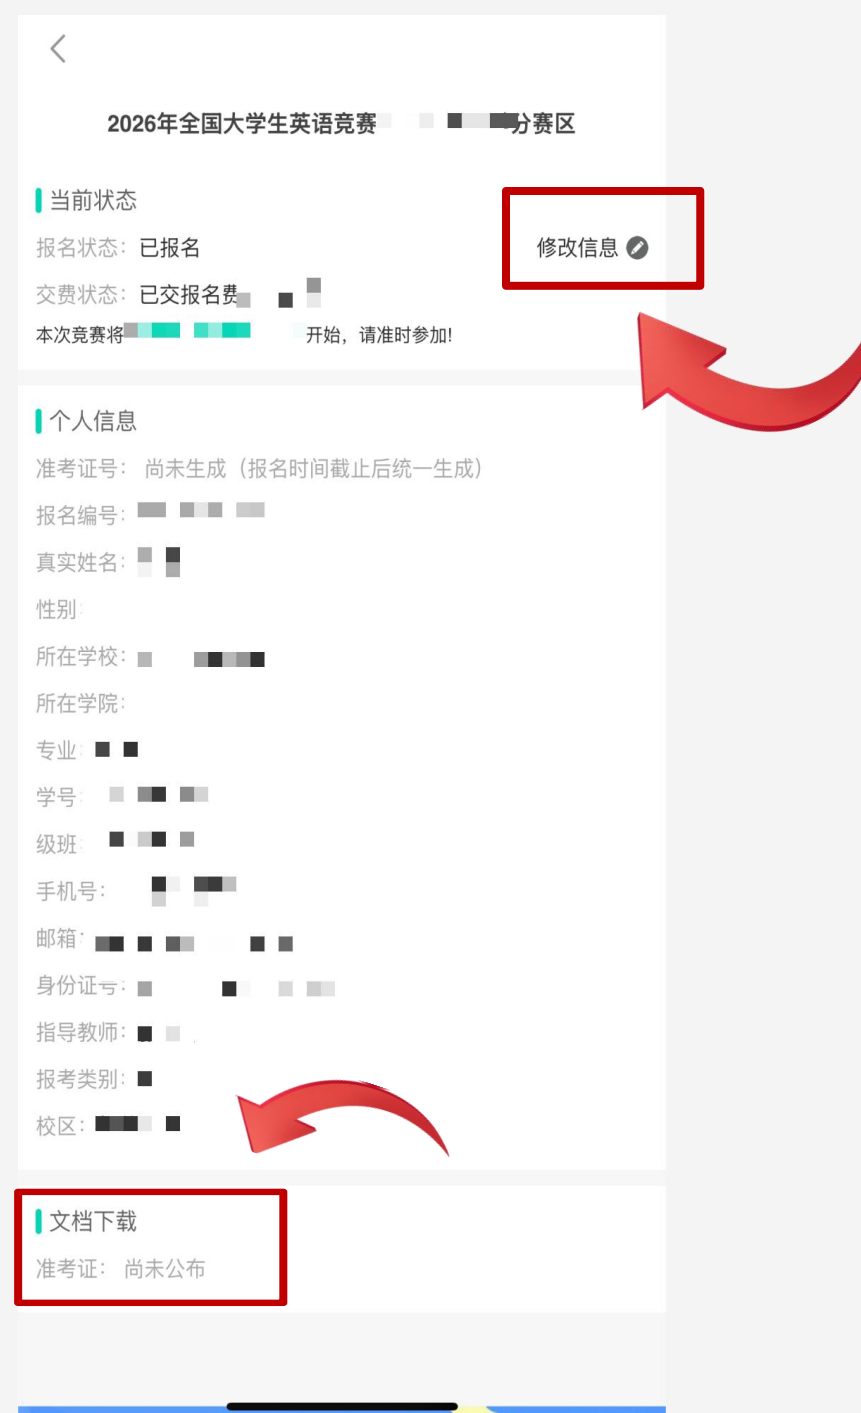 2026年全国大学生英语竞赛
分赛区
当前状态
报名状态：已报名
修改信息
交费状态：已交报名费
本次竞赛将
开始，请准时参加!
个人信息
准考证号： 尚未生成（报名时间截止后统一生成）
报名编号：
真实姓名：
性别：
所在学校：
所在学院：
专业：
学号：
级班：
手机号：
邮箱：
身份证号：
指导教师：
报考类别：
校区：
文档下载
准考证： 尚未公布